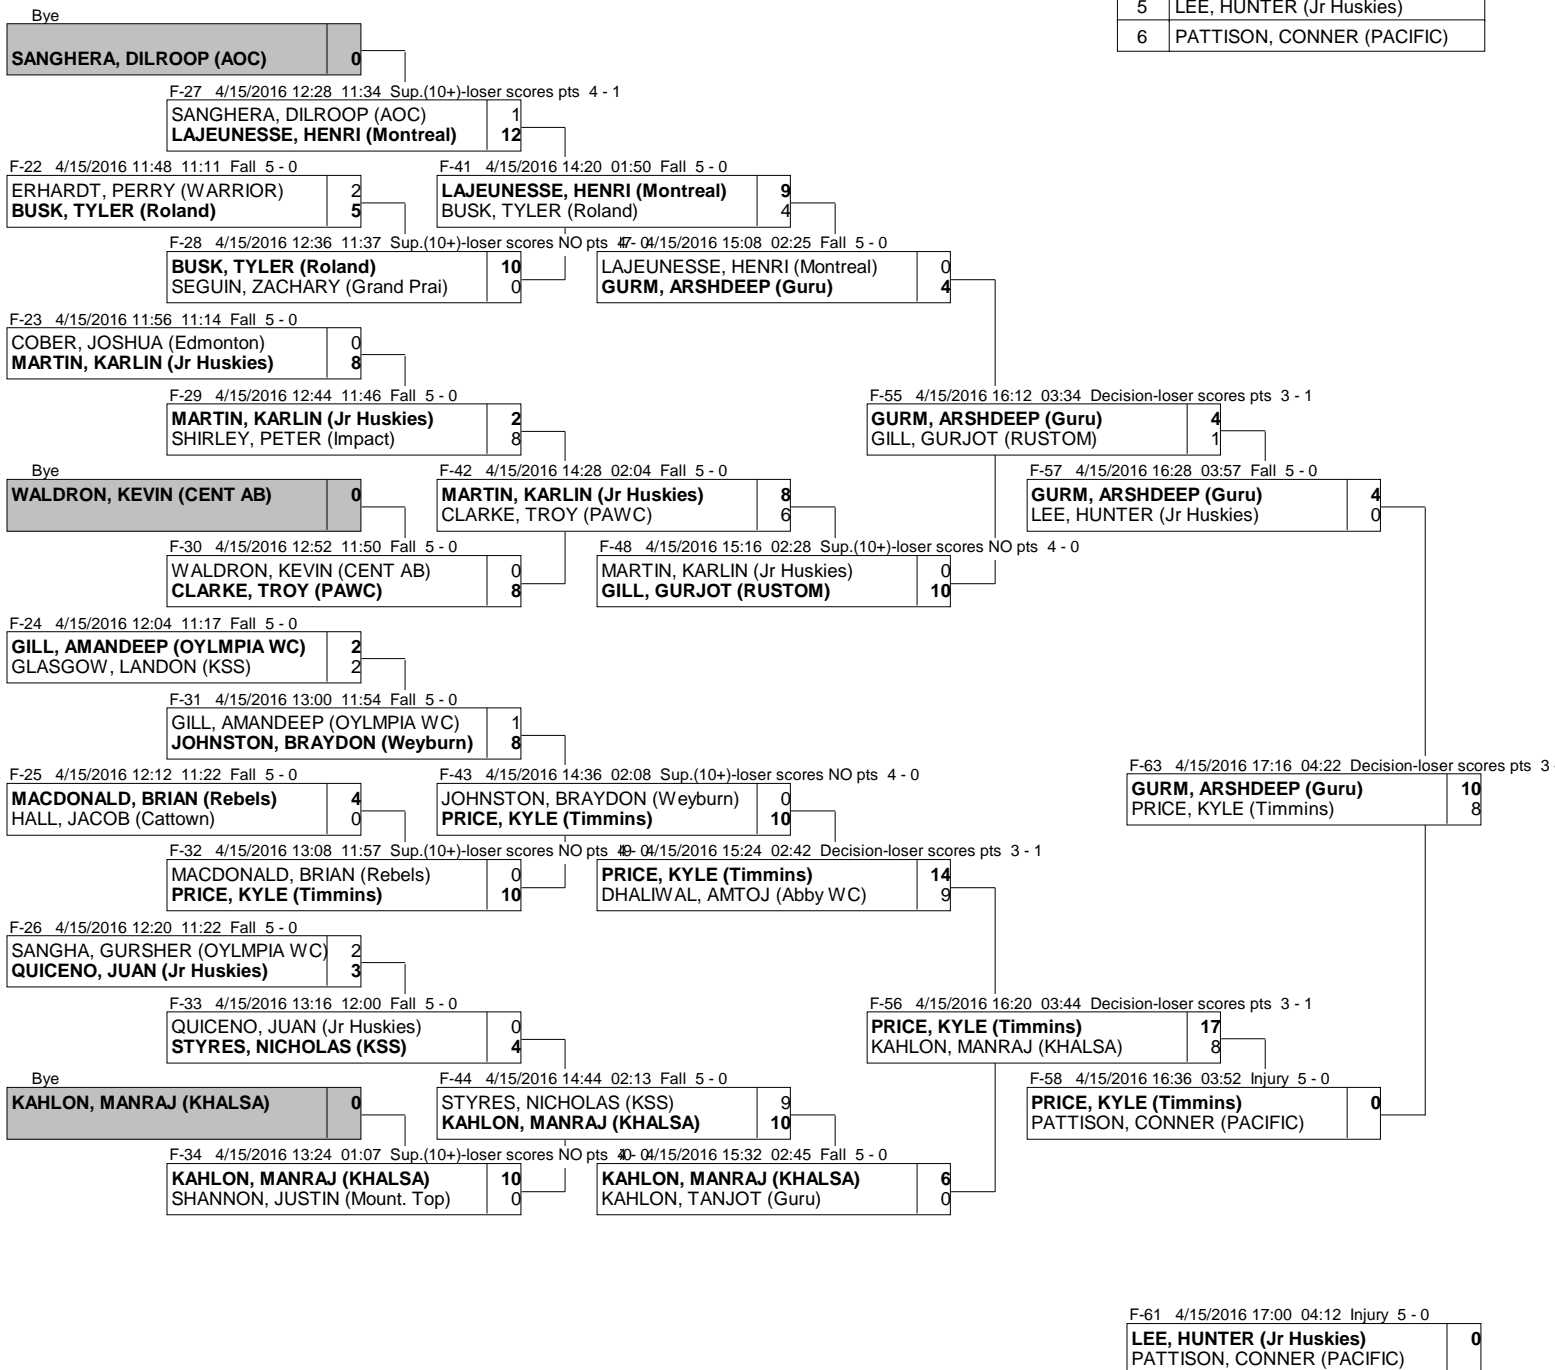 5 LEE, HUNTER (Jr Huskies)
6 PATTISON, CONNER (PACIFIC)
Bye
SANGHERA, DILROOP (AOC) 0
F-27 4/15/2016 12:28 11:34 Sup.(10+)-loser scores pts 4 - 1
SANGHERA, DILROOP (AOC) 1
LAJEUNESSE, HENRI (Montreal) 12
F-22 4/15/2016 11:48 11:11 Fall 5 - 0
ERHARDT, PERRY (WARRIOR) 2
BUSK, TYLER (Roland) 5
F-41 4/15/2016 14:20 01:50 Fall 5 - 0
LAJEUNESSE, HENRI (Montreal) 9
BUSK, TYLER (Roland) 4
F-28 4/15/2016 12:36 11:37 Sup.(10+)-loser scores NO pts
BUSK, TYLER (Roland) 10
SEGUIN, ZACHARY (Grand Prai) 0
4/15/2016 15:08 02:25 Fall 5 - 0
LAJEUNESSE, HENRI (Montreal) 0
GURM, ARSHDEEP (Guru) 4
F-23 4/15/2016 11:56 11:14 Fall 5 - 0
COBER, JOSHUA (Edmonton) 0
MARTIN, KARLIN (Jr Huskies) 8
F-29 4/15/2016 12:44 11:46 Fall 5 - 0
MARTIN, KARLIN (Jr Huskies) 2
SHIRLEY, PETER (Impact) 8
F-55 4/15/2016 16:12 03:34 Decision-loser scores pts 3 - 1
GURM, ARSHDEEP (Guru) 4
GILL, GURJOT (RUSTOM) 1
Bye
WALDRON, KEVIN (CENT AB) 0
F-42 4/15/2016 14:28 02:04 Fall 5 - 0
MARTIN, KARLIN (Jr Huskies) 8
CLARKE, TROY (PAWC) 6
F-57 4/15/2016 16:28 03:57 Fall 5 - 0
GURM, ARSHDEEP (Guru) 4
LEE, HUNTER (Jr Huskies) 0
F-30 4/15/2016 12:52 11:50 Fall 5 - 0
WALDRON, KEVIN (CENT AB) 0
CLARKE, TROY (PAWC) 8
F-48 4/15/2016 15:16 02:28 Sup.(10+)-loser scores NO pts 4 - 0
MARTIN, KARLIN (Jr Huskies) 0
GILL, GURJOT (RUSTOM) 10
F-24 4/15/2016 12:04 11:17 Fall 5 - 0
GILL, AMANDEEP (OYLMPIA WC) 2
GLASGOW, LANDON (KSS) 2
F-31 4/15/2016 13:00 11:54 Fall 5 - 0
GILL, AMANDEEP (OYLMPIA WC) 1
JOHNSTON, BRAYDON (Weyburn) 8
F-63 4/15/2016 17:16 04:22 Decision-loser scores pts 3 -
GURM, ARSHDEEP (Guru) 10
PRICE, KYLE (Timmins) 8
F-25 4/15/2016 12:12 11:22 Fall 5 - 0
MACDONALD, BRIAN (Rebels) 4
HALL, JACOB (Cattown) 0
F-43 4/15/2016 14:36 02:08 Sup.(10+)-loser scores NO pts 4 - 0
JOHNSTON, BRAYDON (Weyburn) 0
PRICE, KYLE (Timmins) 10
F-32 4/15/2016 13:08 11:57 Sup.(10+)-loser scores NO pts
MACDONALD, BRIAN (Rebels) 0
PRICE, KYLE (Timmins) 10
4/15/2016 15:24 02:42 Decision-loser scores pts 3 - 1
PRICE, KYLE (Timmins) 14
DHALIWAL, AMTOJ (Abby WC) 9
F-26 4/15/2016 12:20 11:22 Fall 5 - 0
SANGHA, GURSHER (OYLMPIA WC) 2
QUICENO, JUAN (Jr Huskies) 3
F-33 4/15/2016 13:16 12:00 Fall 5 - 0
QUICENO, JUAN (Jr Huskies) 0
STYRES, NICHOLAS (KSS) 4
F-56 4/15/2016 16:20 03:44 Decision-loser scores pts 3 - 1
PRICE, KYLE (Timmins) 17
KAHLON, MANRAJ (KHALSA) 8
Bye
KAHLON, MANRAJ (KHALSA) 0
F-44 4/15/2016 14:44 02:13 Fall 5 - 0
STYRES, NICHOLAS (KSS) 9
KAHLON, MANRAJ (KHALSA) 10
F-58 4/15/2016 16:36 03:52 Injury 5 - 0
PRICE, KYLE (Timmins) 0
PATTISON, CONNER (PACIFIC)
F-34 4/15/2016 13:24 01:07 Sup.(10+)-loser scores NO pts
KAHLON, MANRAJ (KHALSA) 10
SHANNON, JUSTIN (Mount. Top) 0
4/15/2016 15:32 02:45 Fall 5 - 0
KAHLON, MANRAJ (KHALSA) 6
KAHLON, TANJOT (Guru) 0
F-61 4/15/2016 17:00 04:12 Injury 5 - 0
LEE, HUNTER (Jr Huskies) 0
PATTISON, CONNER (PACIFIC)